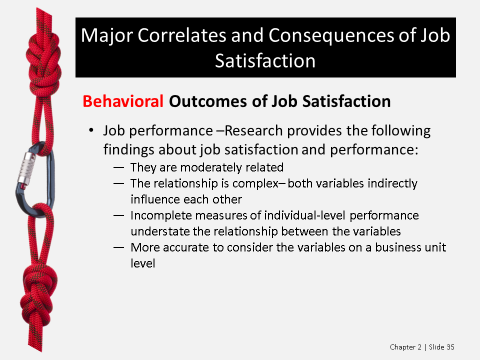 Major Correlates and Consequences of Job
Satisfaction
Behavioral Outcomes of Job Satisfaction
• Job performance –Research provides the following
findings about job satisfaction and performance:
— They are moderately related
— The relationship is complex– both variables indirectly
influence each other
— Incomplete measures of individual-level performance
understate the relationship between the variables
— More accurate to consider the variables on a business unit
level
Chapter 2 | Slide 35